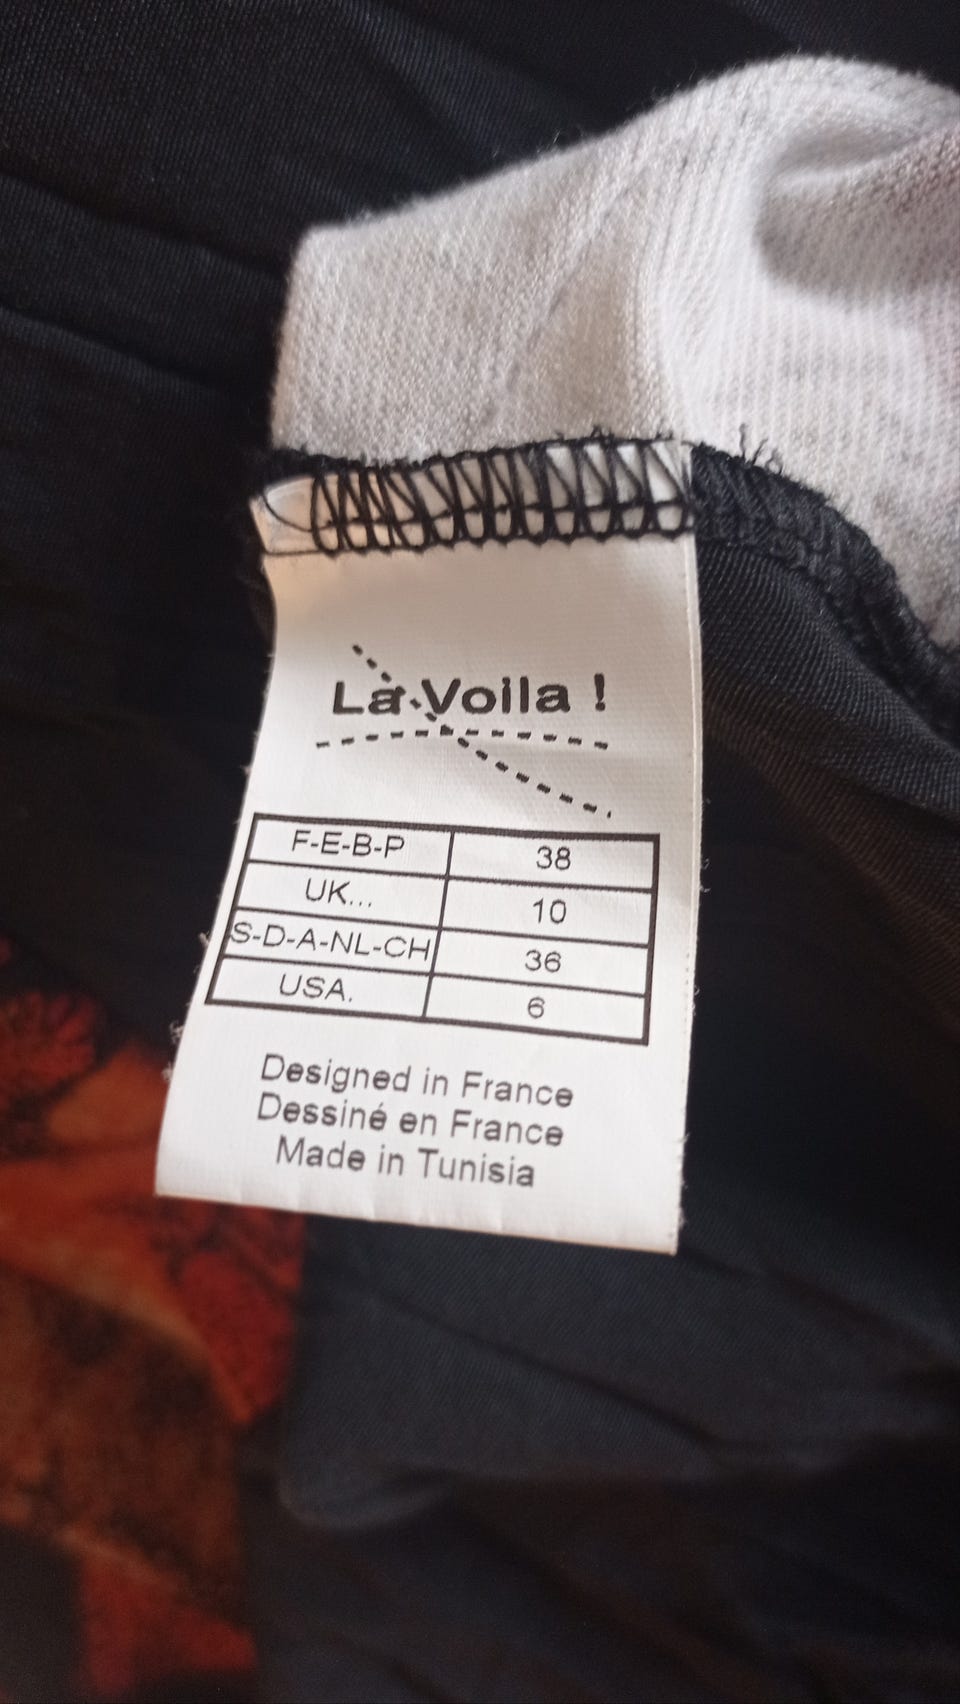 La Voila !
F-E-B-P 38
UK... 10
S-D-A-NL-CH 36
USA. 6
Designed in France
Dessiné en France
Made in Tunisia